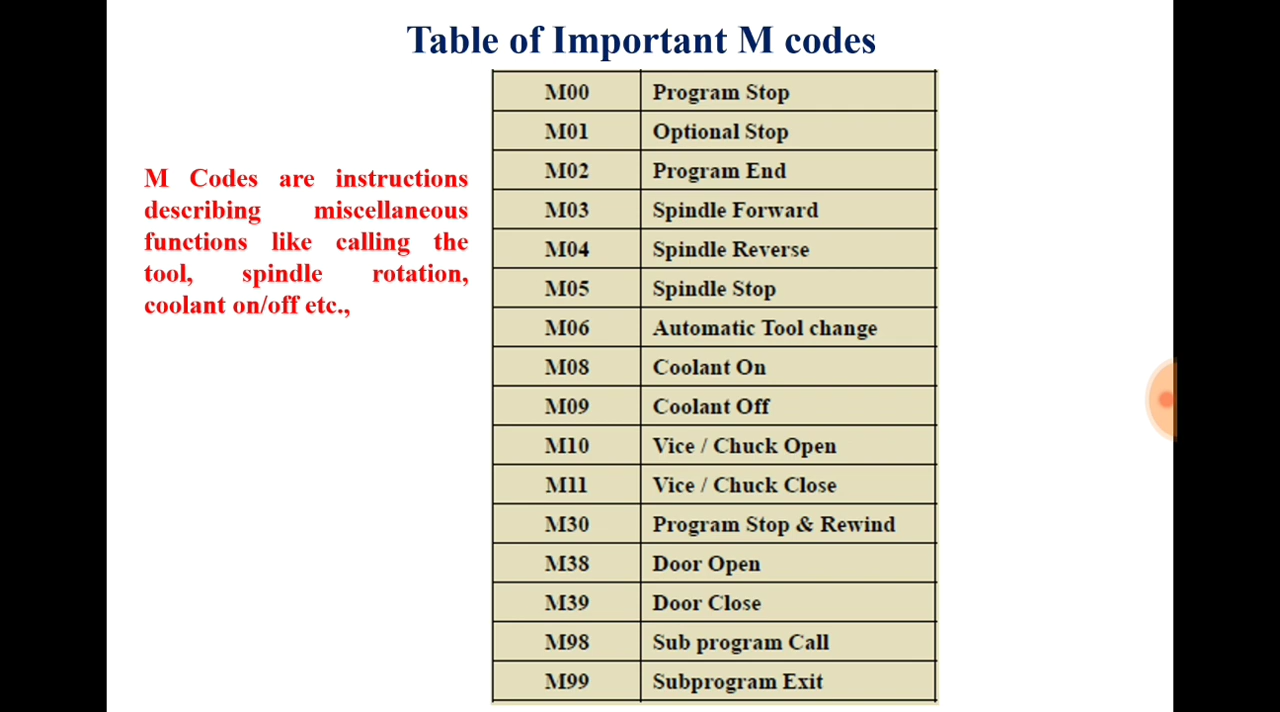 Table of Important M codes
M Codes are instructions
describing miscellaneous
functions like calling the
tool, spindle rotation,
coolant on/off etc.,
M00 Program Stop
M01 Optional Stop
M02 Program End
M03 Spindle Forward
M04 Spindle Reverse
M05 Spindle Stop
M06 Automatic Tool change
M08 Coolant On
M09 Coolant Off
M10 Vice / Chuck Open
M11 Vice / Chuck Close
M30 Program Stop & Rewind
M38 Door Open
M39 Door Close
M98 Sub program Call
M99 Subprogram Exit